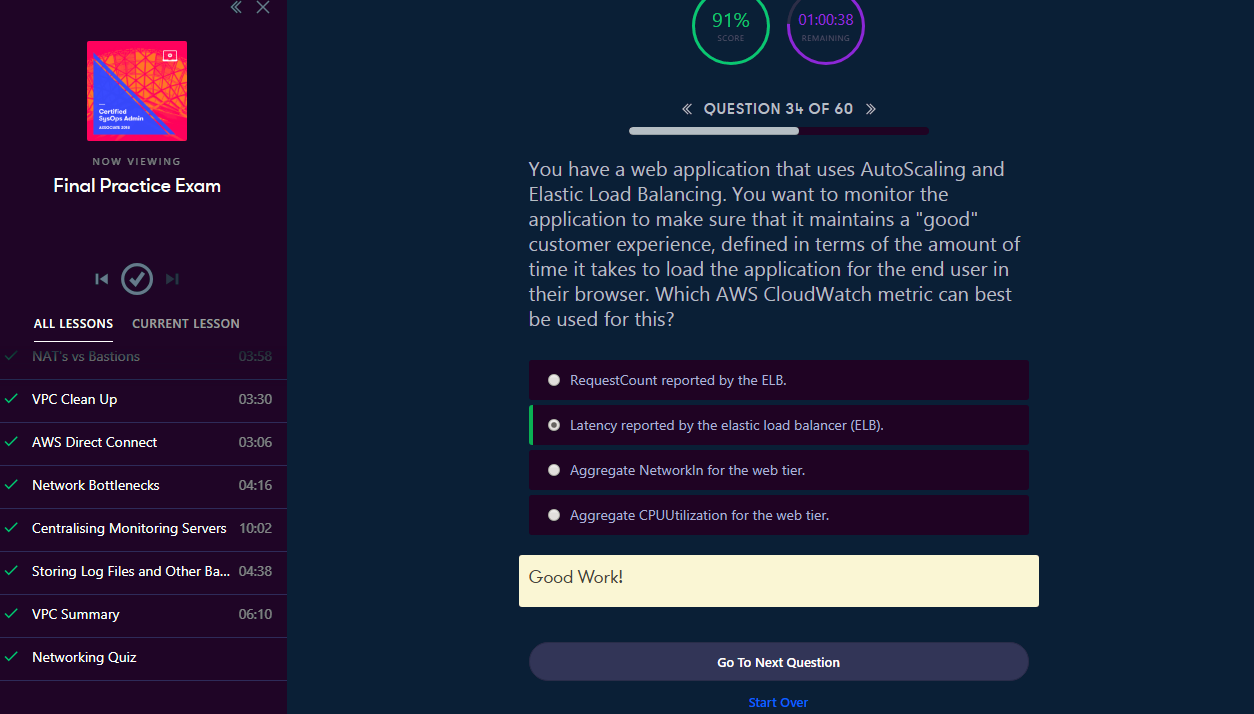 Certified
SysOps Admin
NOW VIEWING
Final Practice Exam
ALL LESSONS CURRENT LESSON
NAT's vs Bastions 03:58
VPC Clean Up 03:30
AWS Direct Connect 03:06
Network Bottlenecks 04:16
Centralising Monitoring Servers 10:02
Storing Log Files and Other Ba... 04:38
VPC Summary 06:10
Networking Quiz
91%
SCORE
01:00:38
REMAINING
QUESTION 34 OF 60
You have a web application that uses AutoScaling and
Elastic Load Balancing. You want to monitor the
application to make sure that it maintains a "good"
customer experience, defined in terms of the amount of
time it takes to load the application for the end user in
their browser. Which AWS CloudWatch metric can best
be used for this?
RequestCount reported by the ELB.
Latency reported by the elastic load balancer (ELB).
Aggregate NetworkIn for the web tier.
Aggregate CPUUtilization for the web tier.
Good Work!
Go To Next Question
Start Over